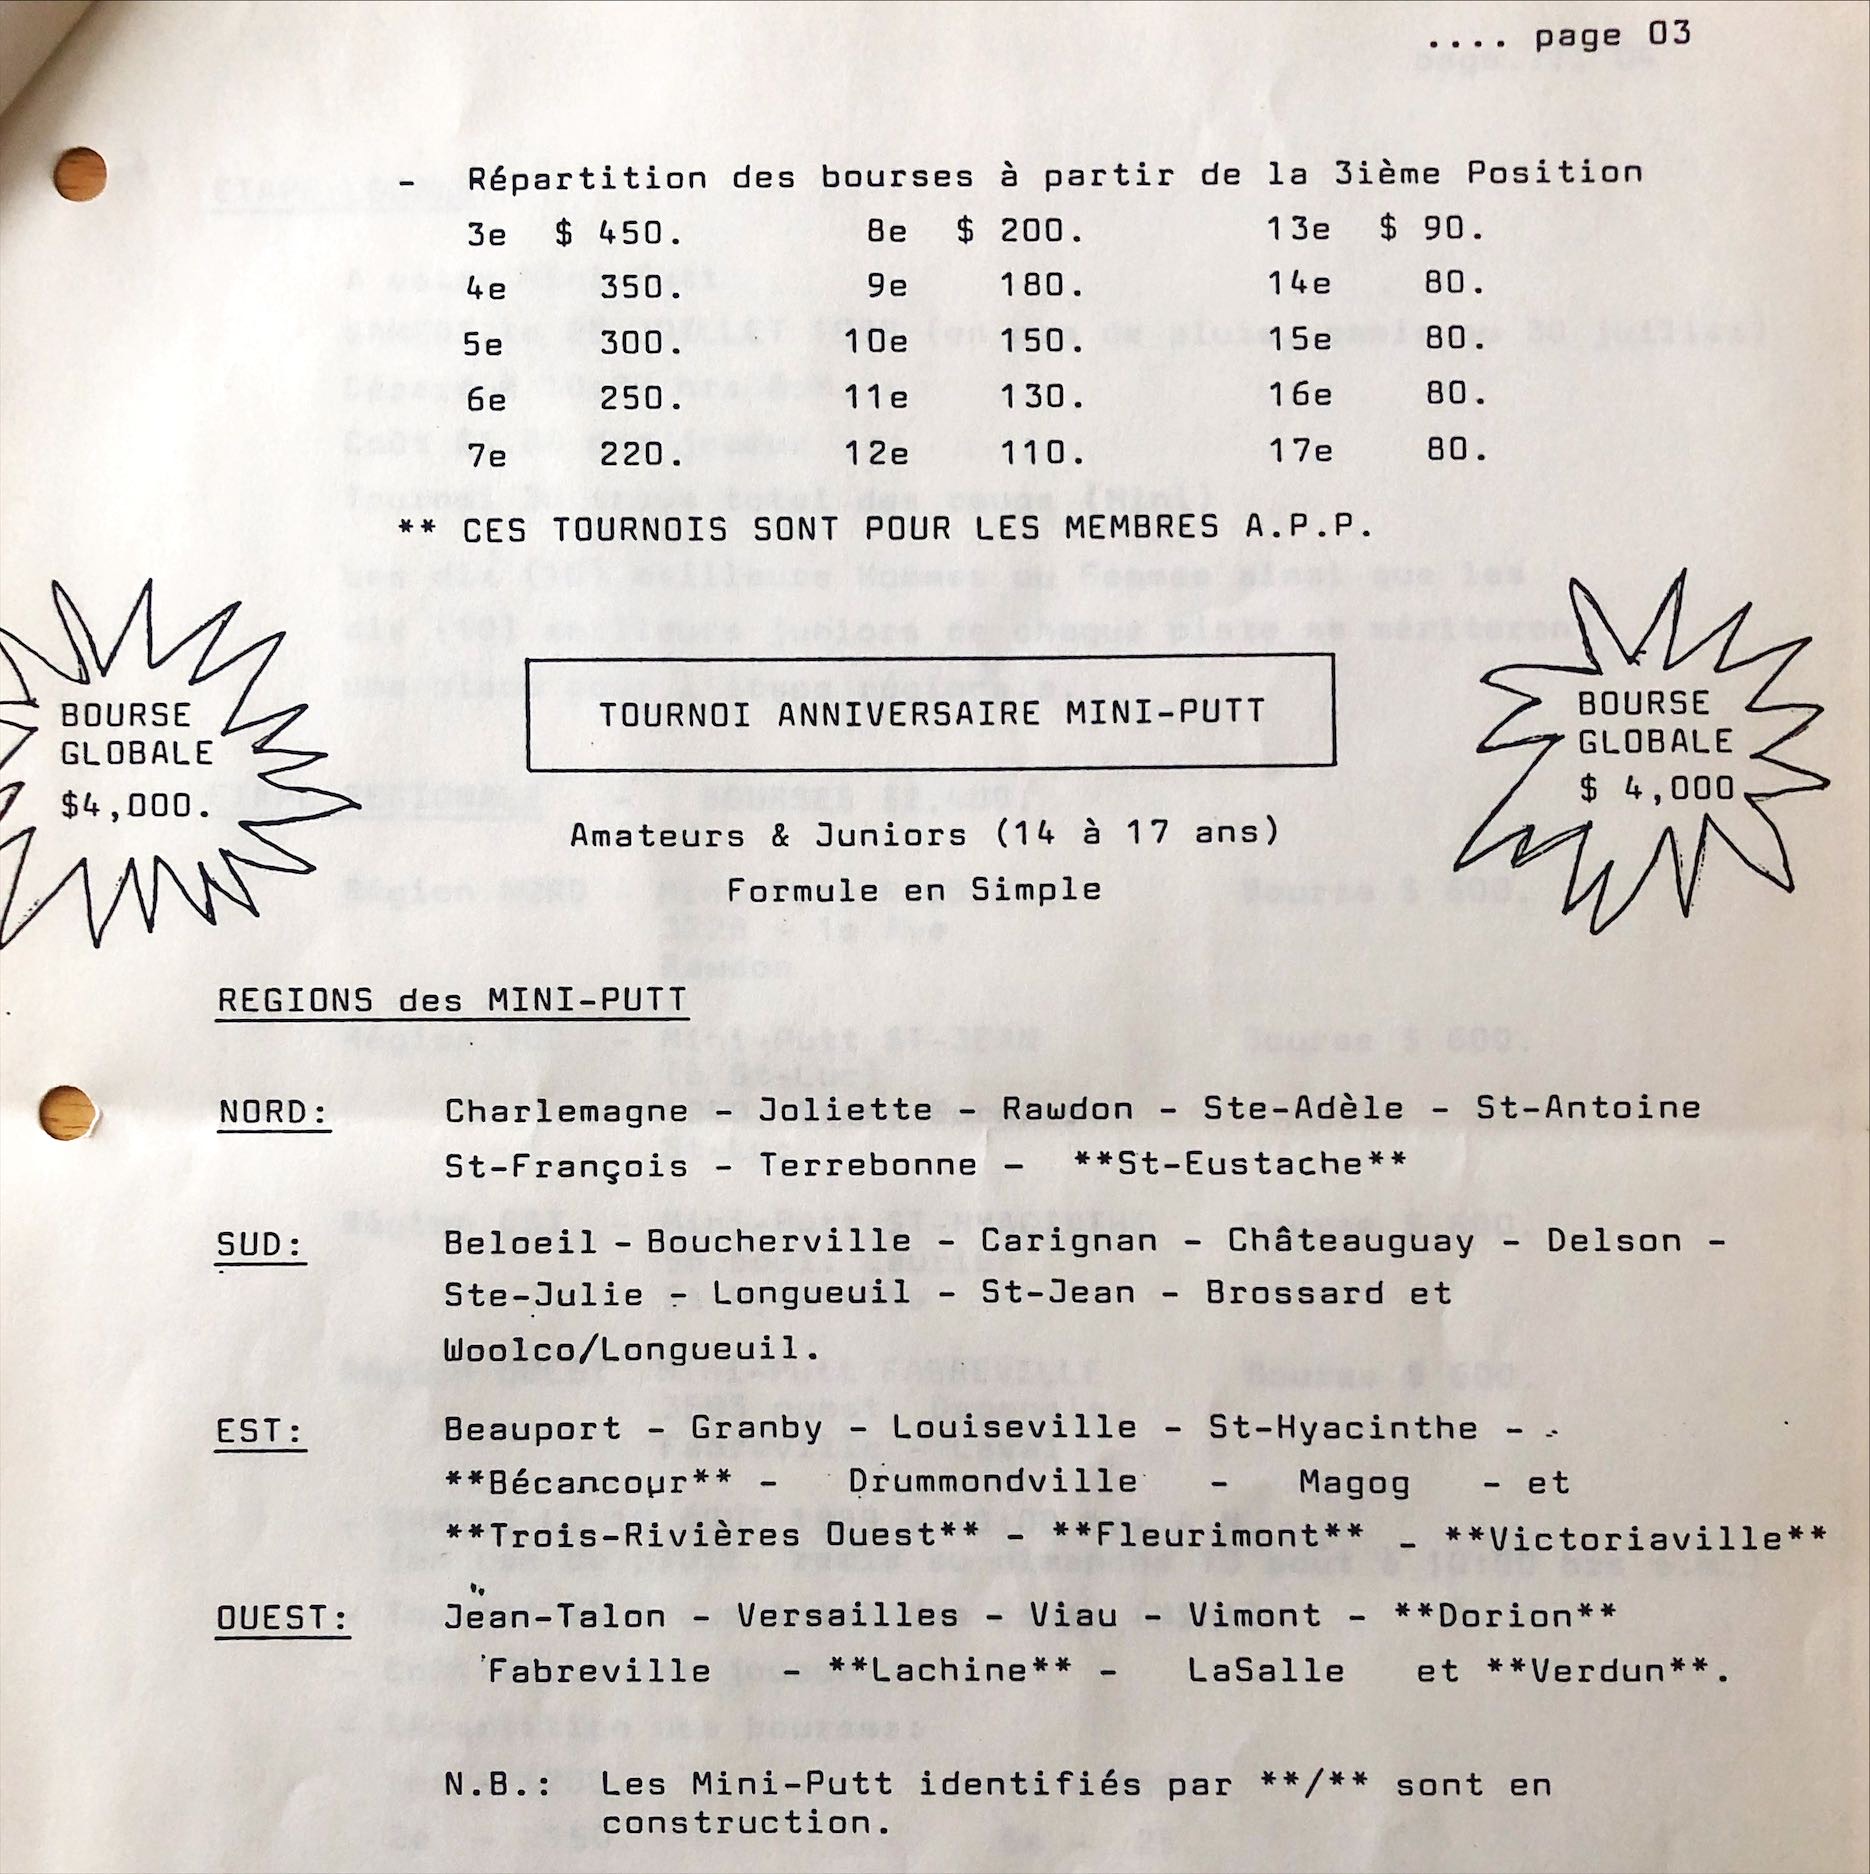 .... page 03
- Répartition des bourses à partir de la 3ième Position
3e $ 450. 8e $ 200. 13e $ 90.
4e 350. 9e 180. 14e 80.
5e 300. 10e 150. 15e 80.
6e 250. 11e 130. 16e 80.
7e 220. 12e 110. 17e 80.
** CES TOURNOIS SONT POUR LES MEMBRES A.P.P.
BOURSE
GLOBALE
$4,000.
TOURNOI ANNIVERSAIRE MINI-PUTT
BOURSE
GLOBALE
$ 4,000
Amateurs & Juniors (14 à 17 ans)
Formule en Simple
REGIONS des MINI-PUTT
NORD: Charlemagne - Joliette - Rawdon - Ste-Adèle - St-Antoine
St-François - Terrebonne - **St-Eustache**
SUD: Beloeil - Boucherville - Carignan - Châteauguay - Delson -
Ste-Julie - Longueuil - St-Jean - Brossard et
Woolco/Longueuil.
EST: Beauport - Granby - Louiseville - St-Hyacinthe -
**Bécancour** - Drummondville - Magog - et
**Trois-Rivières Ouest** - **Fleurimont** - **Victoriaville**
OUEST: Jean-Talon - Versailles - Viau - Vimont - **Dorion**
Fabreville - **Lachine** - LaSalle et **Verdun**.
N.B.: Les Mini-Putt identifiés par **/** sont en
construction.